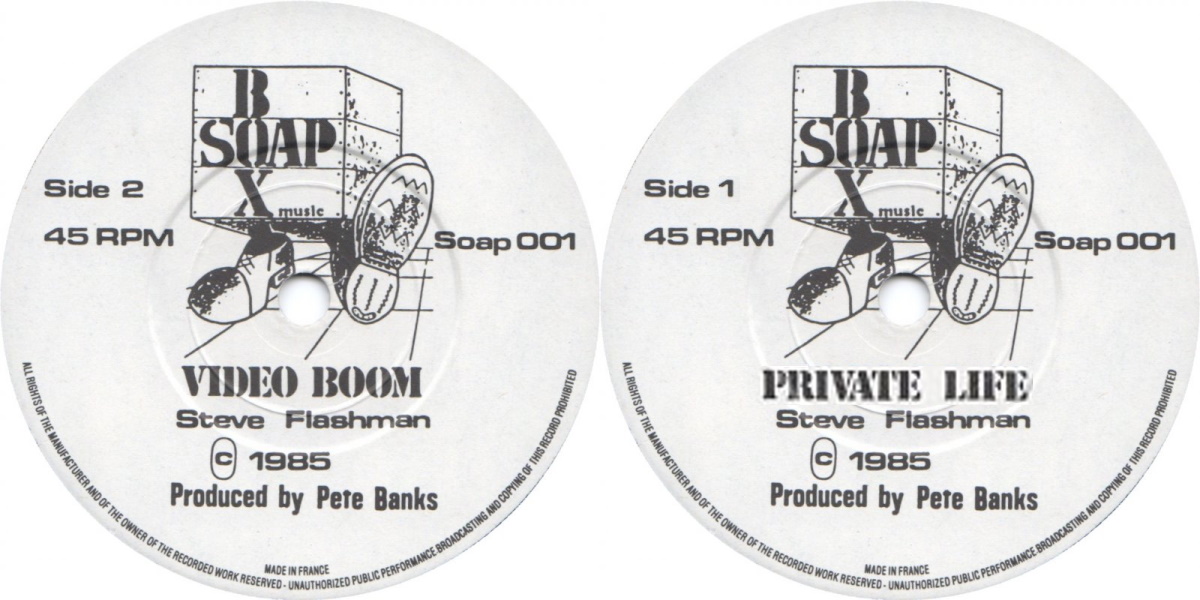 B
SOAP
X music
Side 2
45 RPM
Soap 001
VIDEO BOOM
Steve Flashman
© 1985
Produced by Pete Banks
MADE IN FRANCE
ALL RIGHTS OF THE MANUFACTURER AND OF THE OWNER OF THE RECORDED WORK RESERVED - UNAUTHORIZED PUBLIC PERFORMANCE BROADCASTING AND COPYING OF THIS RECORD PROHIBITED
B
SOAP
X music
Side 1
45 RPM
Soap 001
PRIVATE LIFE
Steve Flashman
© 1985
Produced by Pete Banks
MADE IN FRANCE
ALL RIGHTS OF THE MANUFACTURER AND OF THE OWNER OF THE RECORDED WORK RESERVED - UNAUTHORIZED PUBLIC PERFORMANCE BROADCASTING AND COPYING OF THIS RECORD PROHIBITED